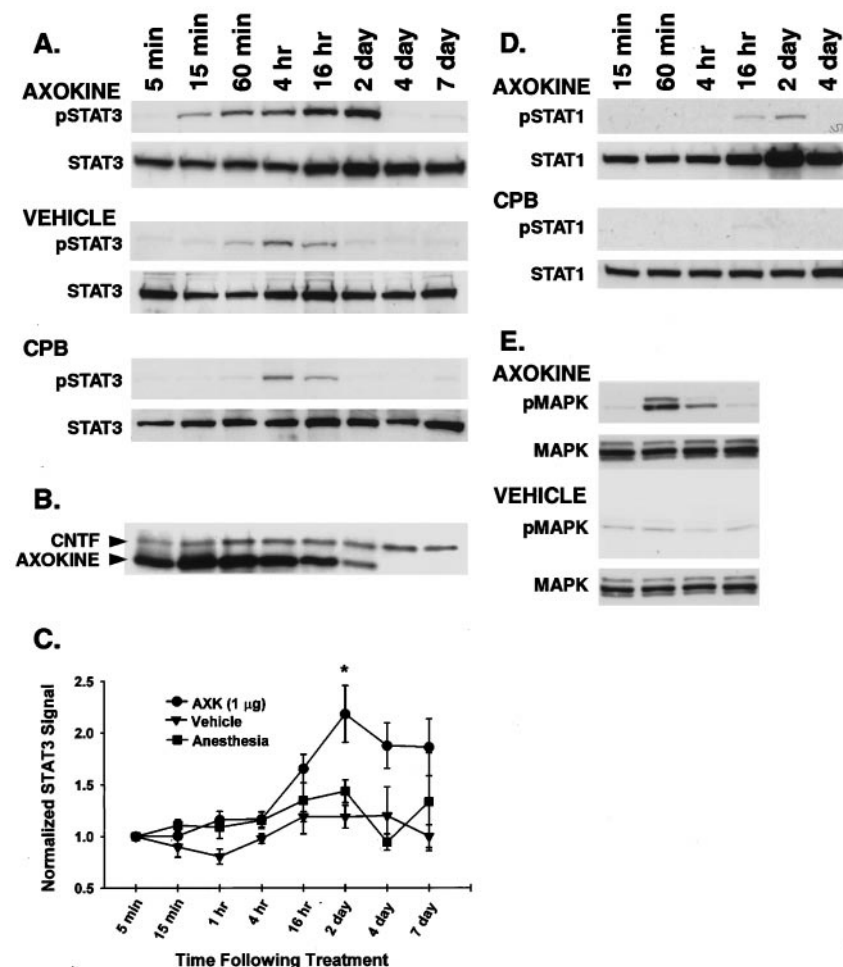 A.
5 min 15 min 60 min 4 hr 16 hr 2 day 4 day 7 day
AXOKINE
pSTAT3
STAT3
VEHICLE
pSTAT3
STAT3
CPB
pSTAT3
STAT3
B.
CNTF
AXOKINE
C.
Normalized STAT3 Signal
2.5
2.0
1.5
1.0
0.5
*
AXK (1 µg)
Vehicle
Anesthesia
5 min 15 min 1 hr 4 hr 16 hr 2 day 4 day 7 day
Time Following Treatment
D.
15 min 60 min 4 hr 16 hr 2 day 4 day
AXOKINE
pSTAT1
STAT1
CPB
pSTAT1
STAT1
E.
AXOKINE
pMAPK
MAPK
VEHICLE
pMAPK
MAPK